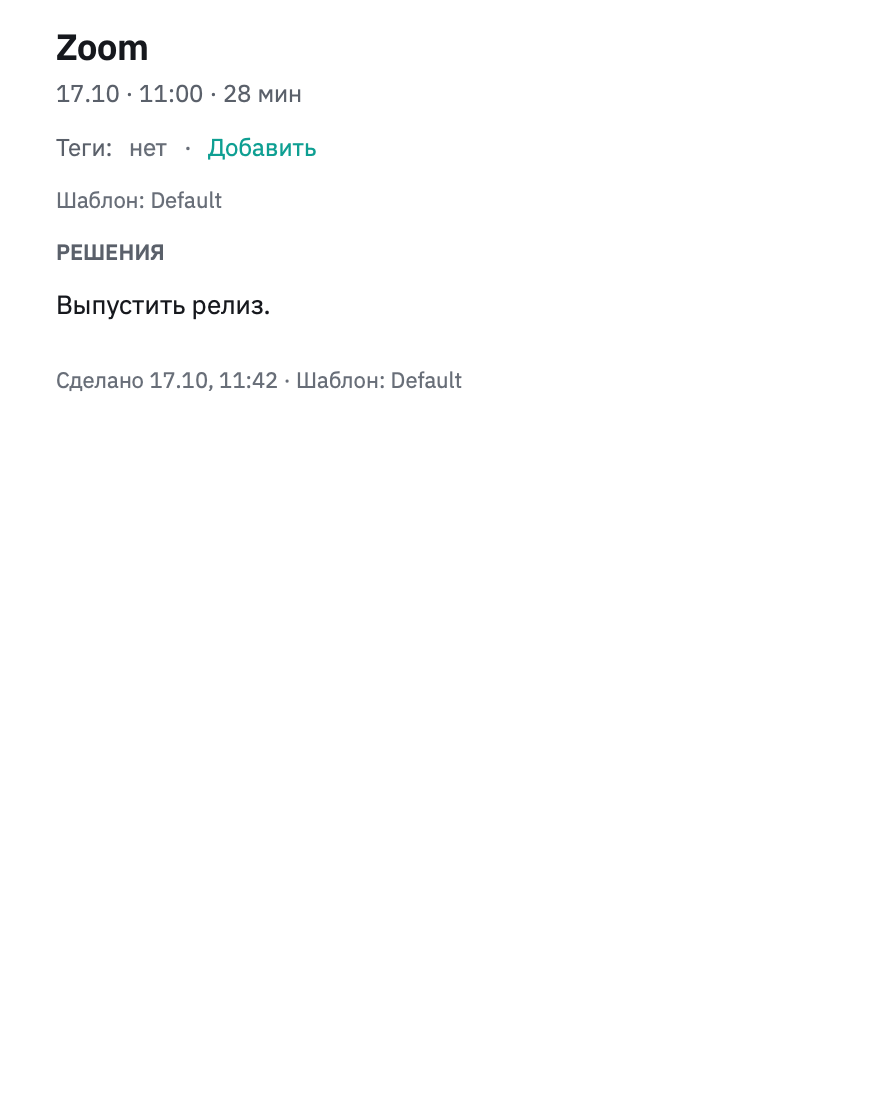 Zoom
17.10 · 11:00 · 28 мин
Теги: нет · Добавить
Шаблон: Default
РЕШЕНИЯ
Выпустить релиз.
Сделано 17.10, 11:42 · Шаблон: Default